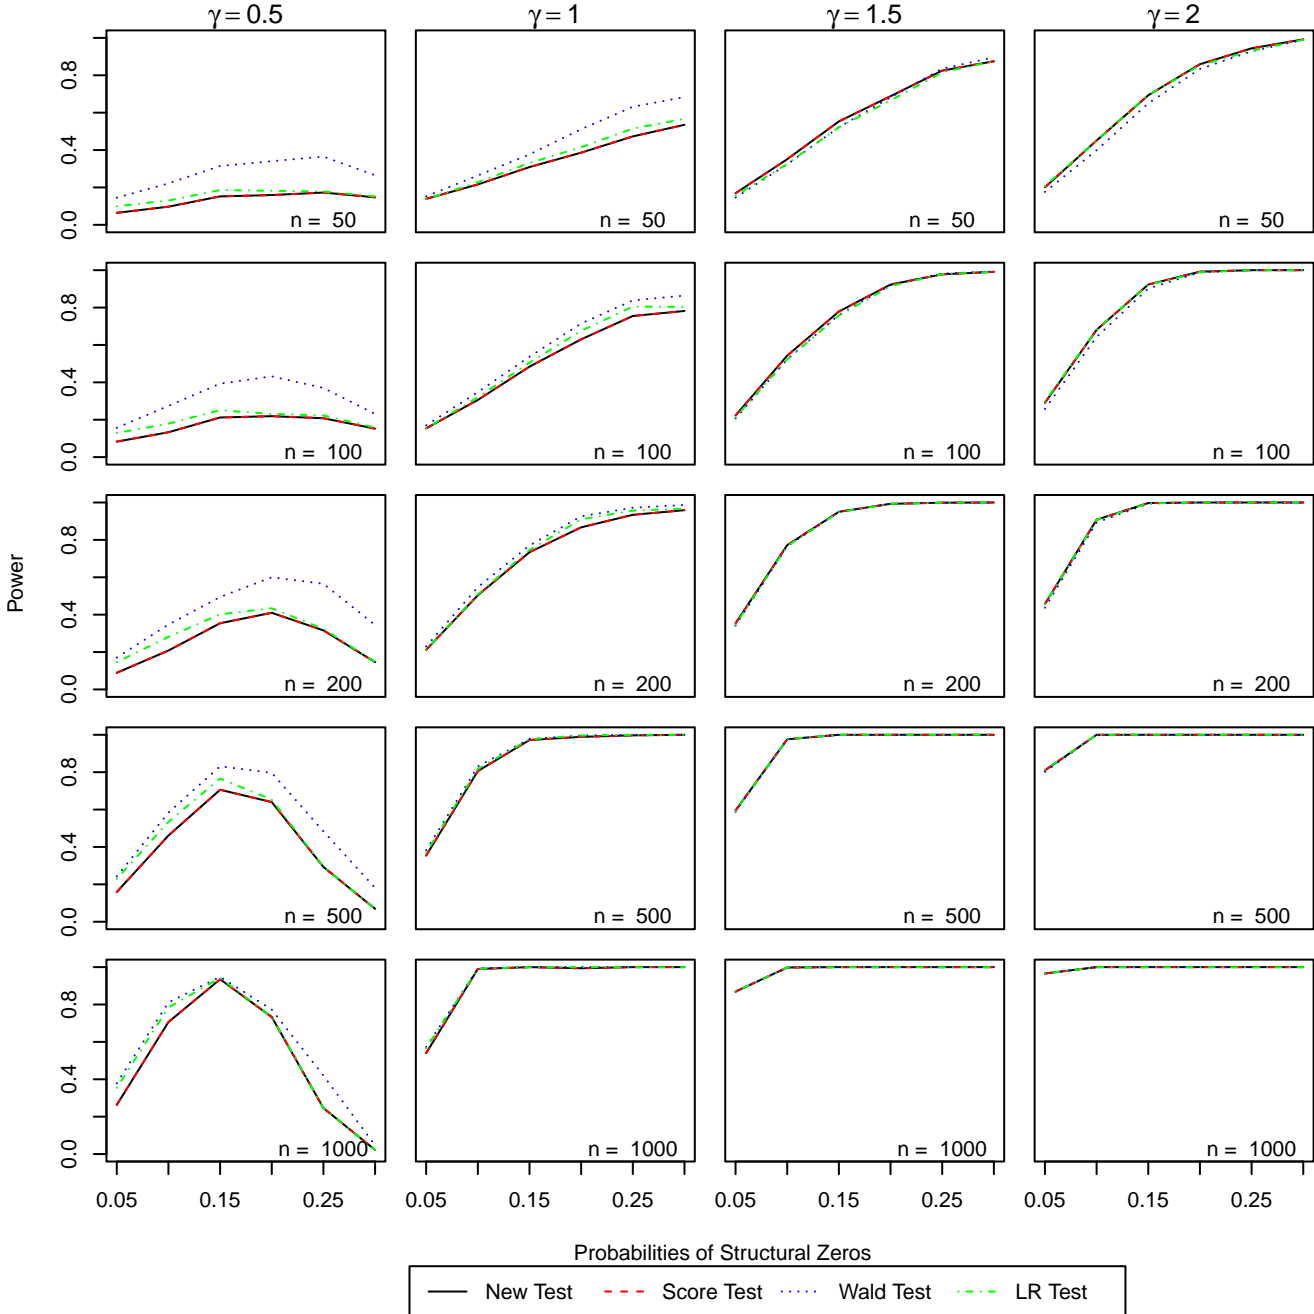 γ = 0.5 γ = 1 γ = 1.5 γ = 2
0.8
0.4
0.0
n = 50 n = 50 n = 50 n = 50
0.8
0.4
0.0
n = 100 n = 100 n = 100 n = 100
Power
0.8
0.4
0.0
n = 200 n = 200 n = 200 n = 200
0.8
0.4
0.0
n = 500 n = 500 n = 500 n = 500
0.8
0.4
0.0
n = 1000 n = 1000 n = 1000 n = 1000
0.05 0.15 0.25 0.05 0.15 0.25 0.05 0.15 0.25 0.05 0.15 0.25
Probabilities of Structural Zeros
New Test Score Test Wald Test LR Test